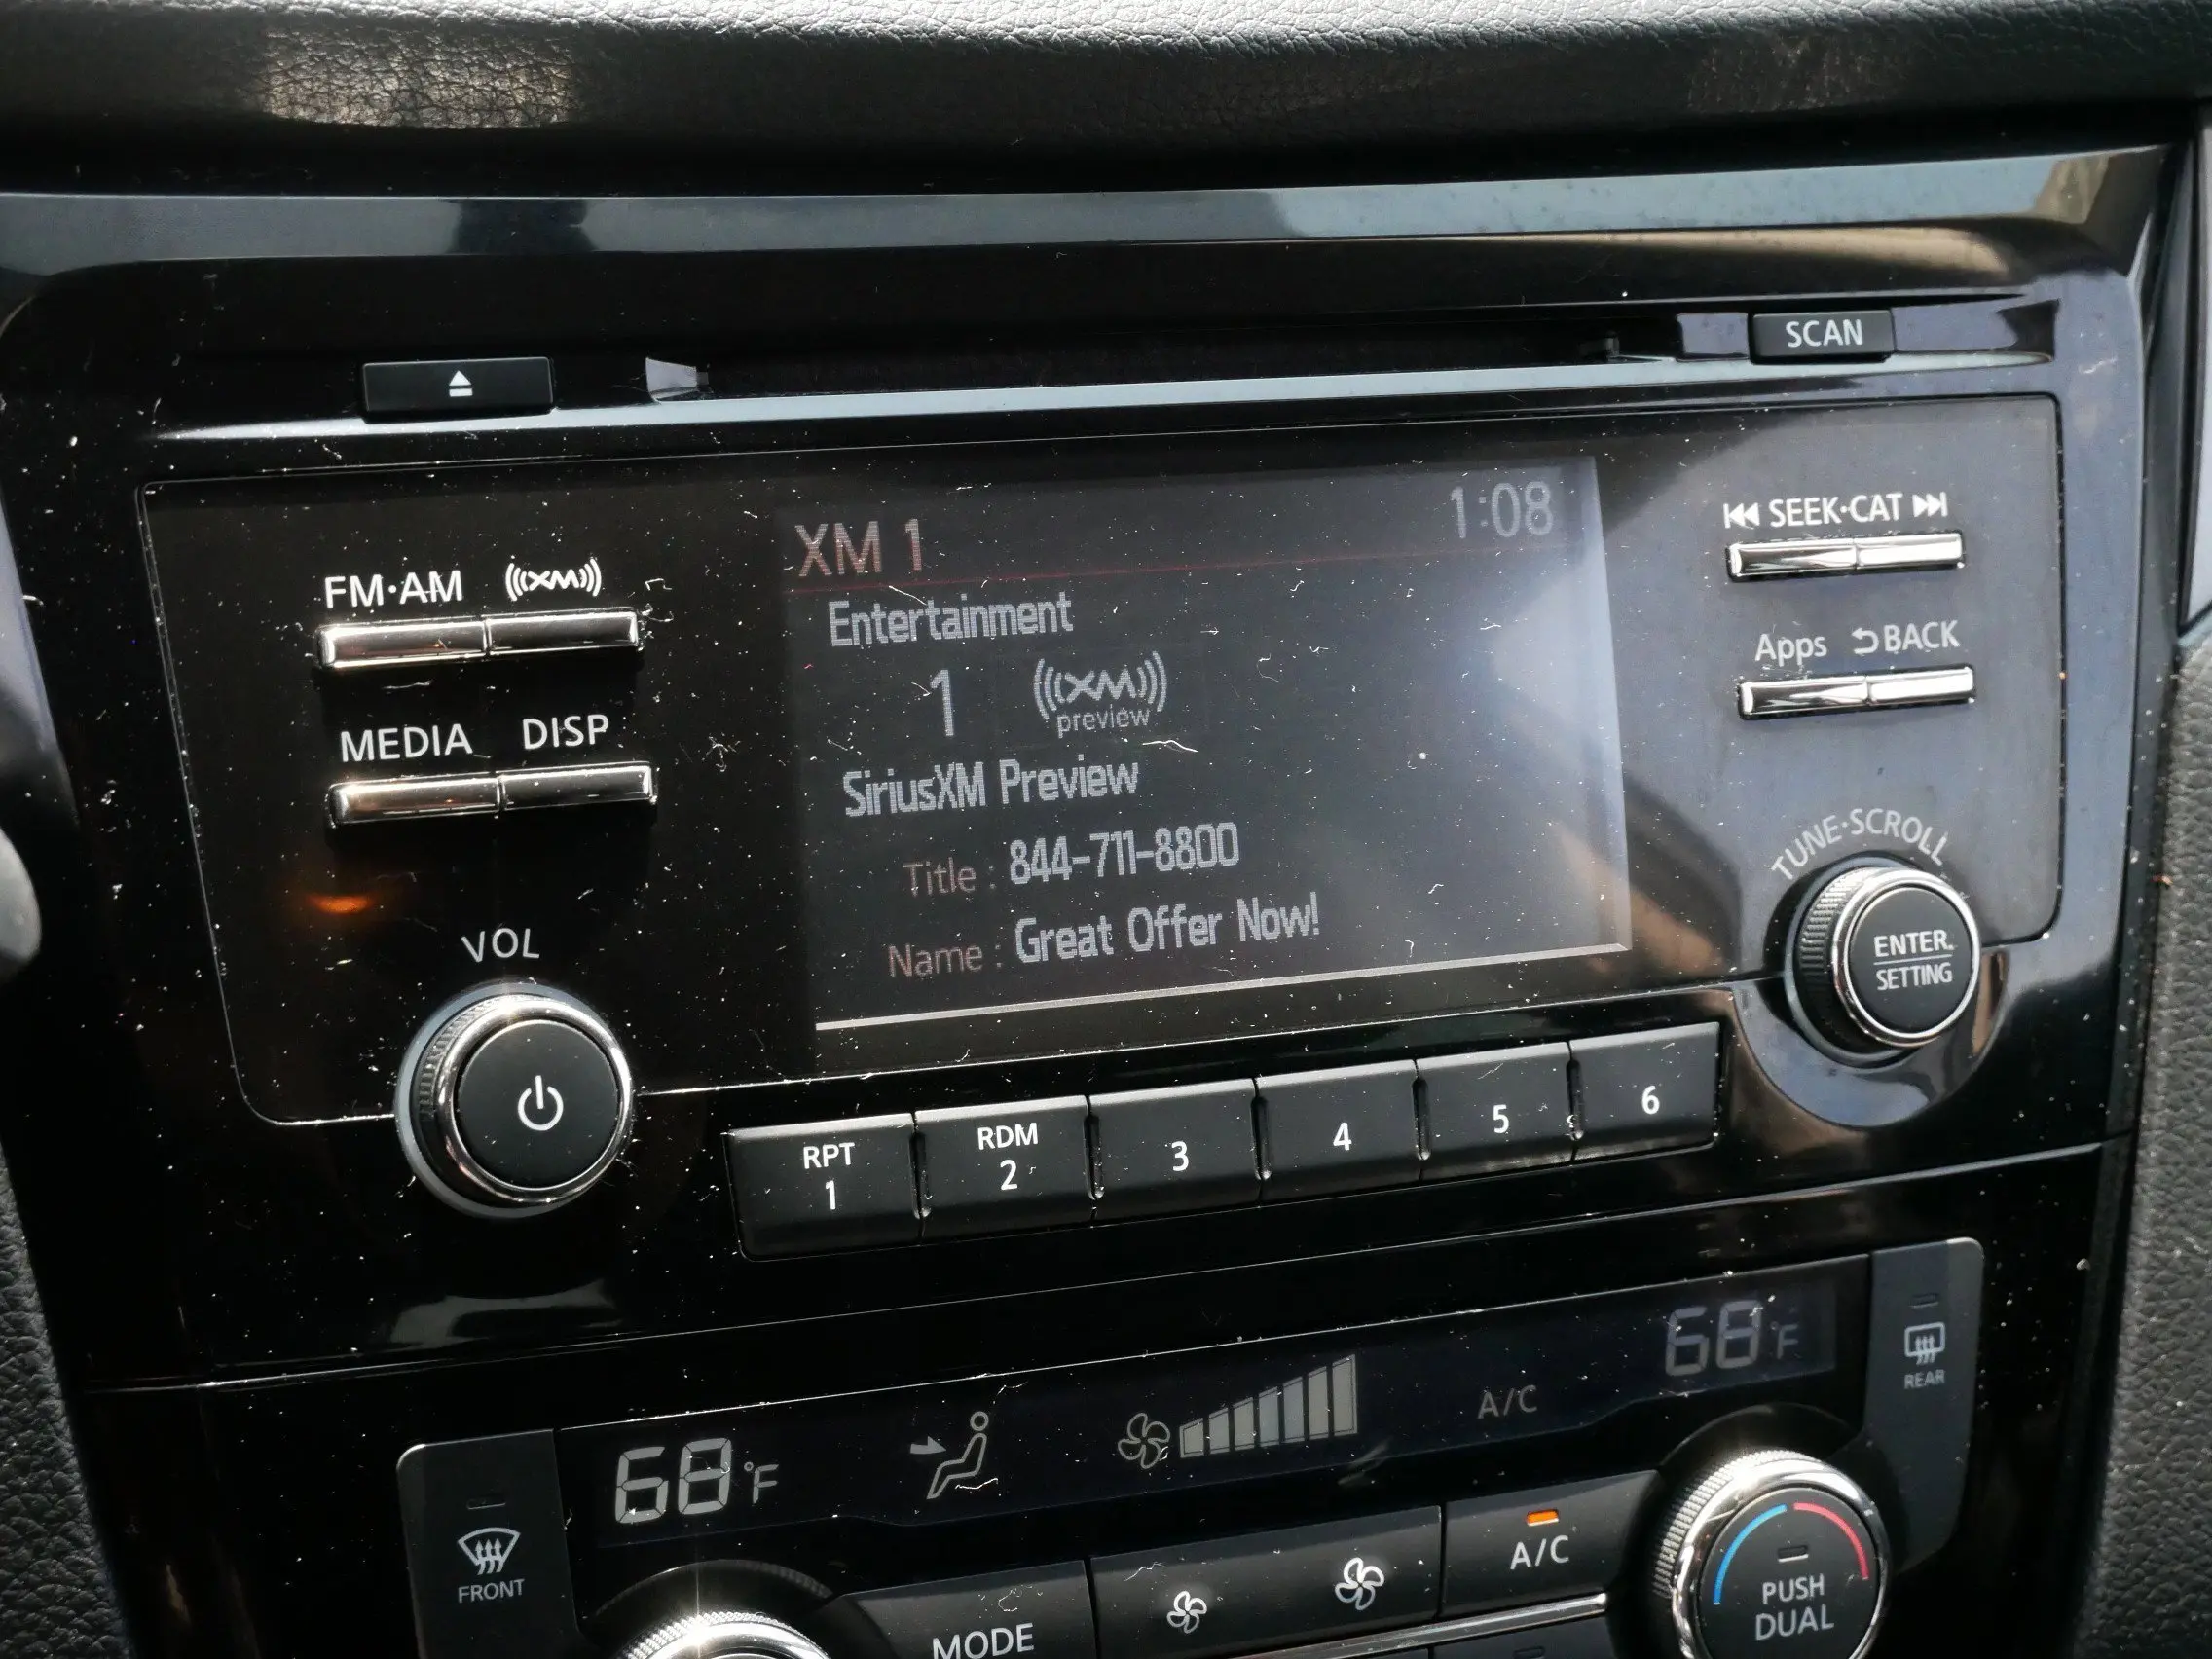 SCAN
FM·AM XM
MEDIA DISP
VOL
XM 1 1:08
Entertainment
1 XM
preview
SiriusXM Preview
Title : 844-711-8800
Name : Great Offer Now!
SEEK·CAT
Apps BACK
TUNE·SCROLL
ENTER
SETTING
RPT
1
RDM
2
3
4
5
6
68°F
A/C
68°F
REAR
FRONT
MODE
A/C
PUSH
DUAL